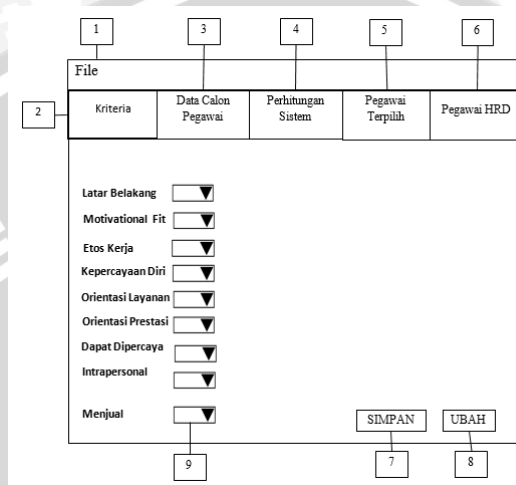 1
3
4
5
6
File
2
Kriteria
Data Calon
Pegawai
Perhitungan
Sistem
Pegawai
Terpilih
Pegawai HRD
Latar Belakang
Motivational Fit
Etos Kerja
Kepercayaan Diri
Orientasi Layanan
Orientasi Prestasi
Dapat Dipercaya
Intrapersonal
Menjual
SIMPAN
UBAH
9
7
8